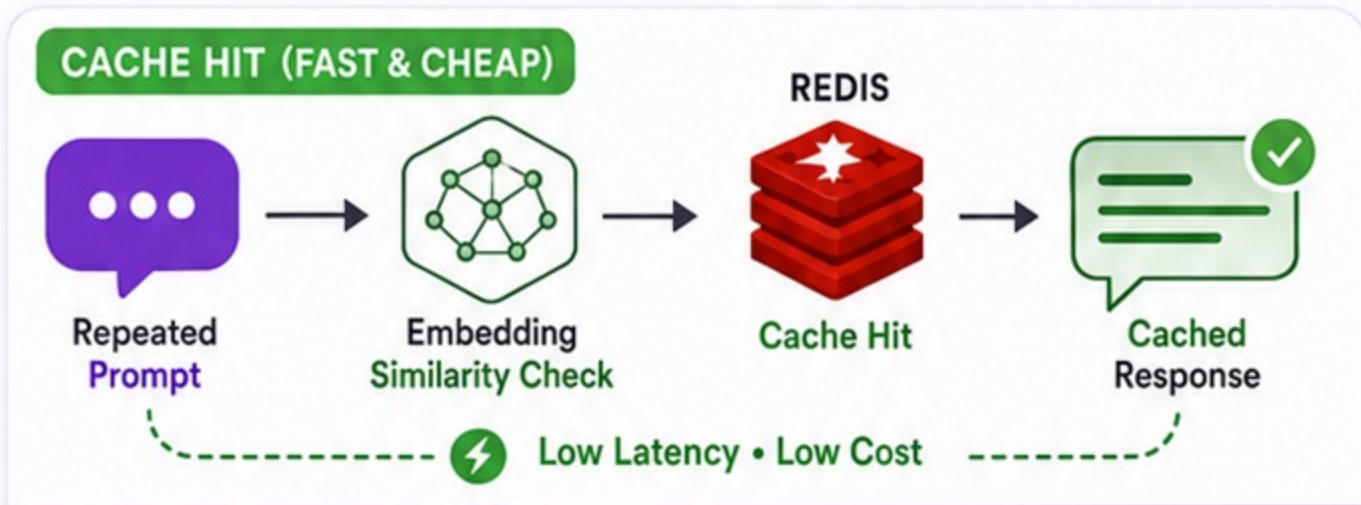 CACHE HIT (FAST & CHEAP)
REDIS
Repeated
Prompt
Embedding
Similarity Check
Cache Hit
Cached
Response
Low Latency • Low Cost